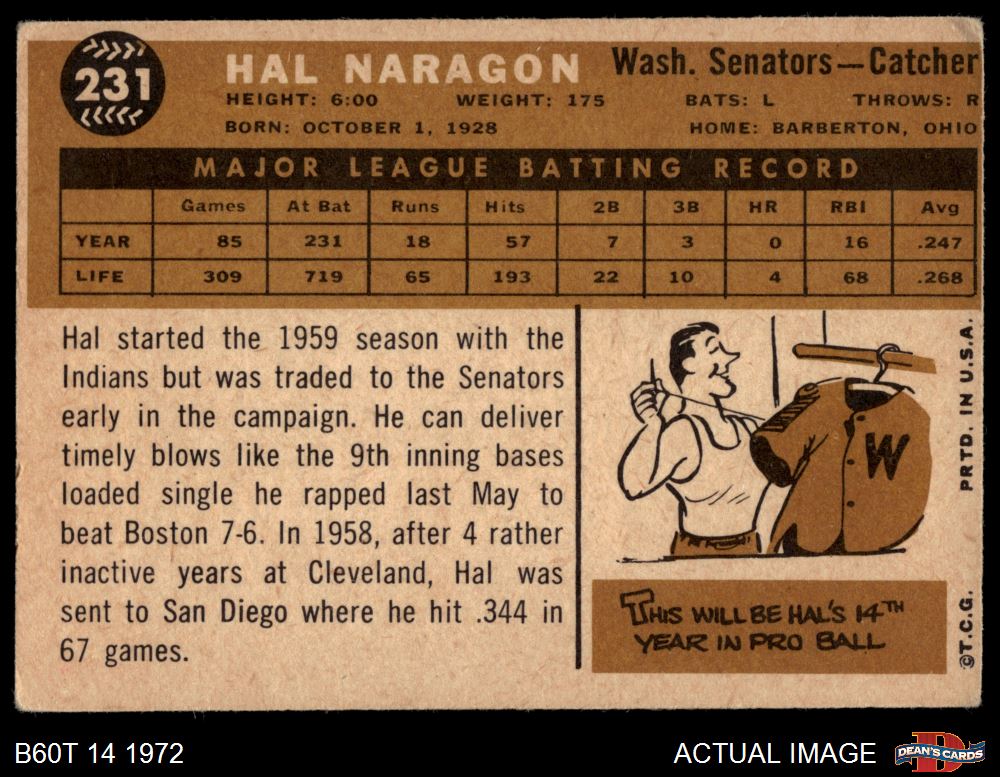 231
HAL NARAGON
Wash. Senators—Catcher
HEIGHT: 6:00 WEIGHT: 175 BATS: L THROWS: R
BORN: OCTOBER 1, 1928 HOME: BARBERTON, OHIO
MAJOR LEAGUE BATTING RECORD
Games At Bat Runs Hits 2B 3B HR RBI Avg
YEAR 85 231 18 57 7 3 0 16 .247
LIFE 309 719 65 193 22 10 4 68 .268
Hal started the 1959 season with the
Indians but was traded to the Senators
early in the campaign. He can deliver
timely blows like the 9th inning bases
loaded single he rapped last May to
beat Boston 7-6. In 1958, after 4 rather
inactive years at Cleveland, Hal was
sent to San Diego where he hit .344 in
67 games.
W
THIS WILL BE HAL'S 14TH
YEAR IN PRO BALL
PRTD. IN U.S.A.
©T.C.G.
B60T 14 1972
ACTUAL IMAGE
D
DEAN'S CARDS